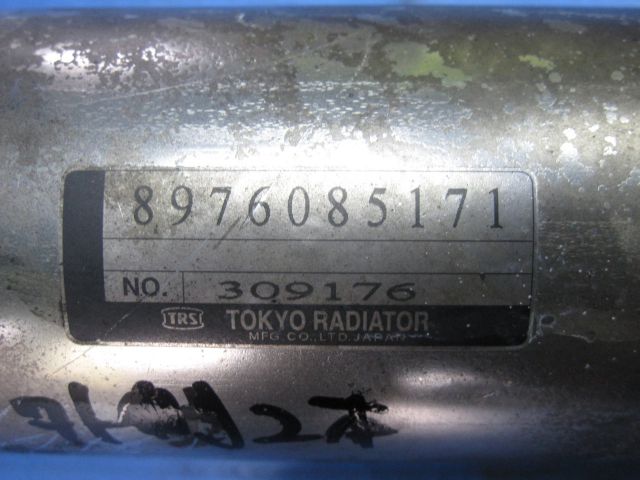 8976085171
NO. 309176
TRS TOKYO RADIATOR
MFG CO.,LTD.JAPAN